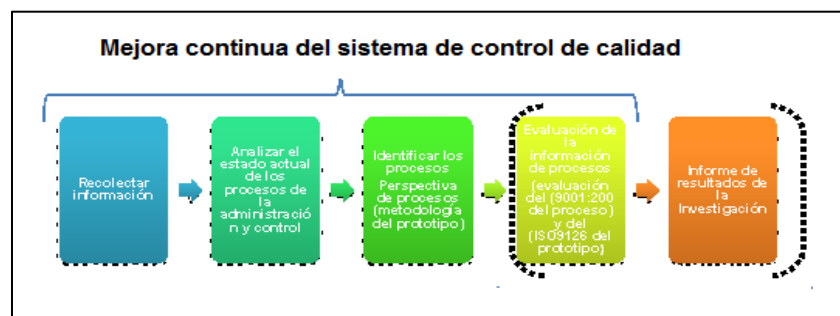 Mejora continua del sistema de control de calidad
Recolectar
información
Analizar el
estado actual
de los
procesos de
la
administració
n y control
Identificar los
procesos
Perspectiva
de procesos
(metodología
del prototipo)
Evaluación de
la
información
de procesos
(evaluación
del (9001:200
del proceso)
y del
(ISO9126 del
prototipo)
Informe de
resultados de
la
Investigación